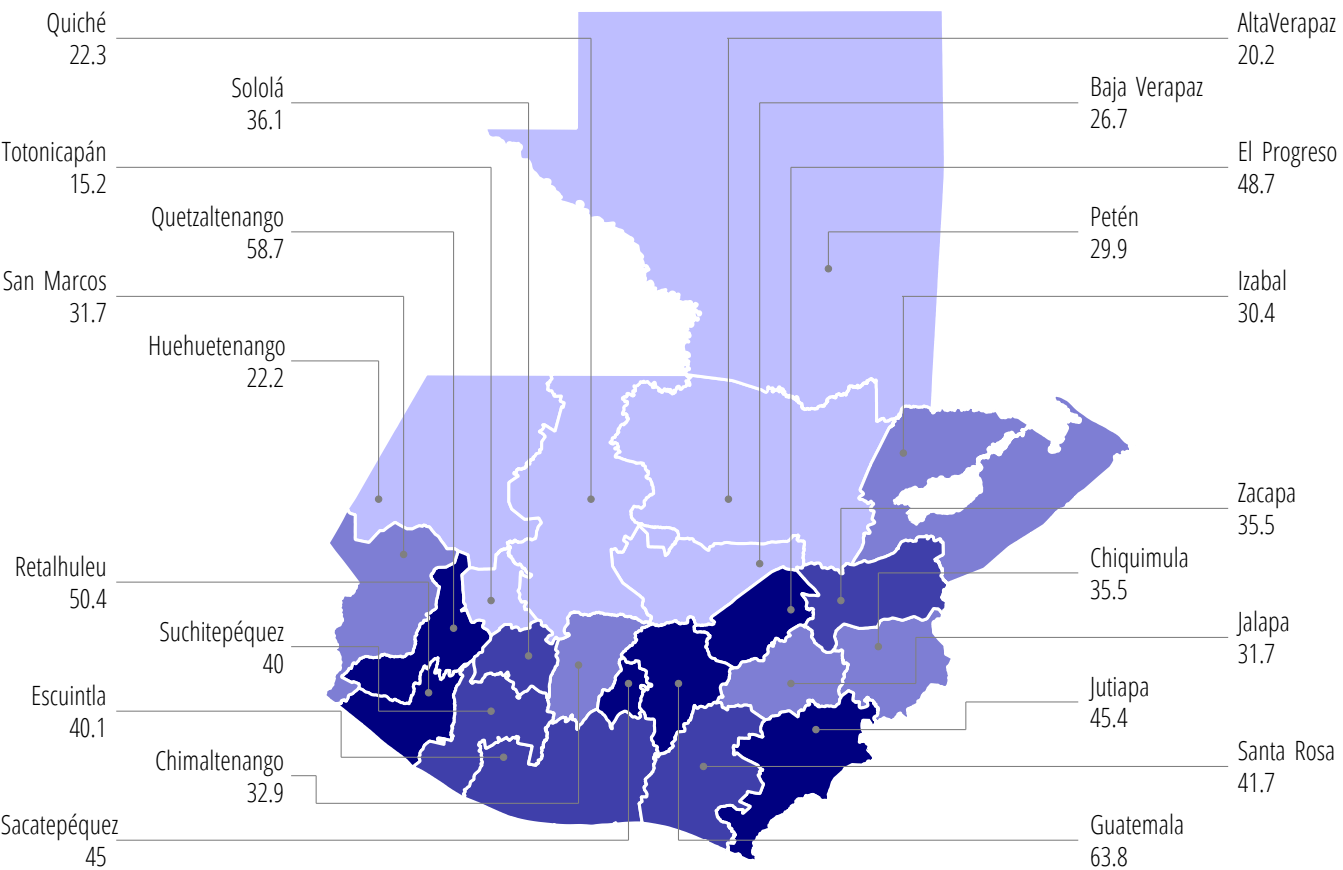 Quiché
22.3
Sololá
36.1
Totonicapán
15.2
Quetzaltenango
58.7
San Marcos
31.7
Huehuetenango
22.2
Retalhuleu
50.4
Suchitepéquez
40
Escuintla
40.1
Chimaltenango
32.9
Sacatepéquez
45
AltaVerapaz
20.2
Baja Verapaz
26.7
El Progreso
48.7
Petén
29.9
Izabal
30.4
Zacapa
35.5
Chiquimula
35.5
Jalapa
31.7
Jutiapa
45.4
Santa Rosa
41.7
Guatemala
63.8